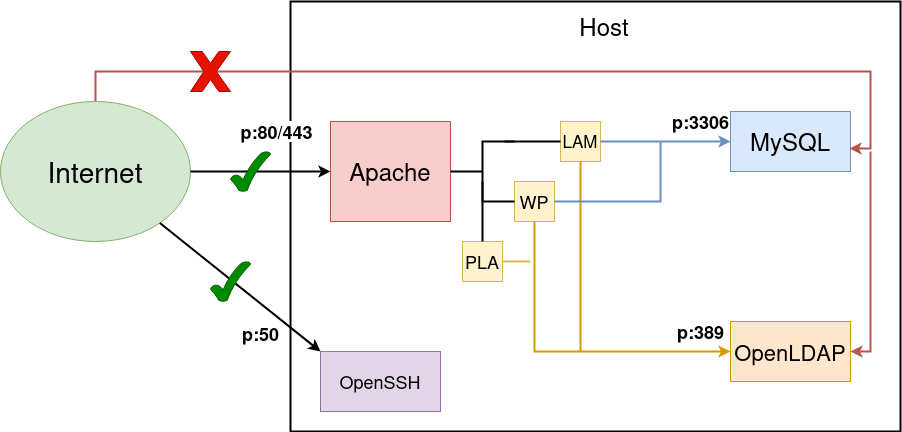 Host
p:80/443
p:3306
LAM
MySQL
Internet
Apache
WP
PLA
p:50
p:389
OpenLDAP
OpenSSH